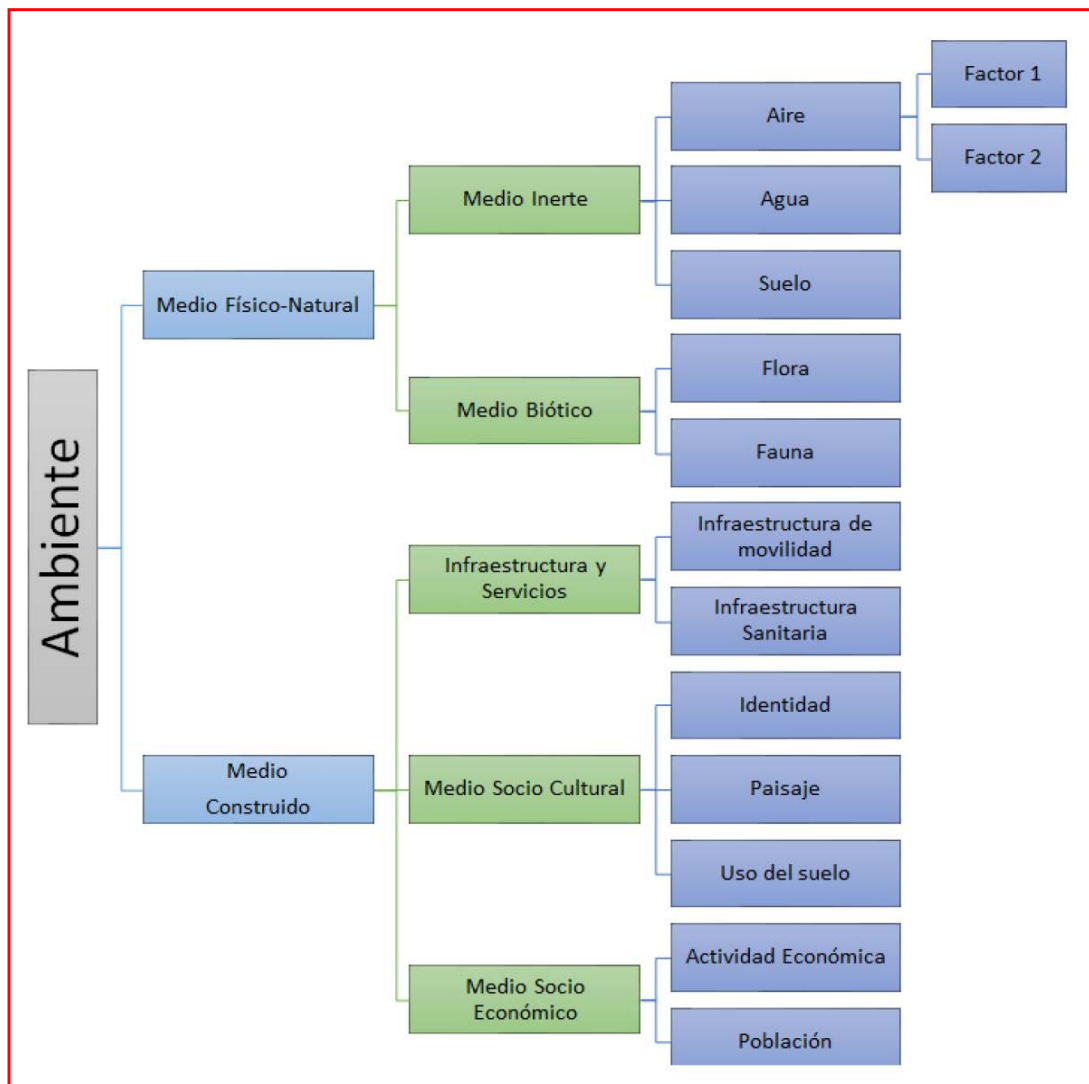 Ambiente
Medio Físico-Natural
Medio Inerte
Aire
Factor 1
Factor 2
Agua
Suelo
Medio Biótico
Flora
Fauna
Medio
Construido
Infraestructura y
Servicios
Infraestructura de
movilidad
Infraestructura
Sanitaria
Medio Socio Cultural
Identidad
Paisaje
Uso del suelo
Medio Socio
Económico
Actividad Económica
Población